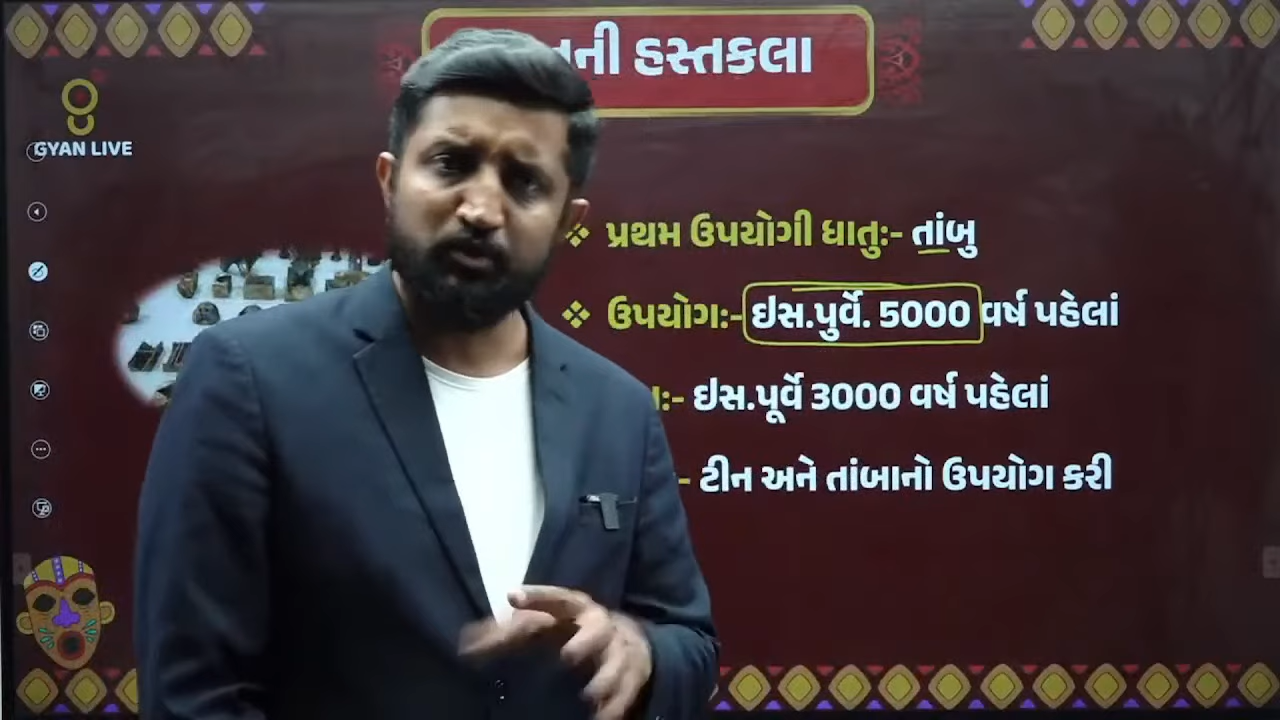 હસ્તકલા
GYAN LIVE
❖ પ્રથમ ઉપયોગી ધાતુ:- તાંબુ
❖ ઉપયોગ:- ઇસ.પુર્વે. 5000 વર્ષ પહેલાં
:- ઇસ.પૂર્વે 3000 વર્ષ પહેલાં
- ટીન અને તાંબાનો ઉપયોગ કરી